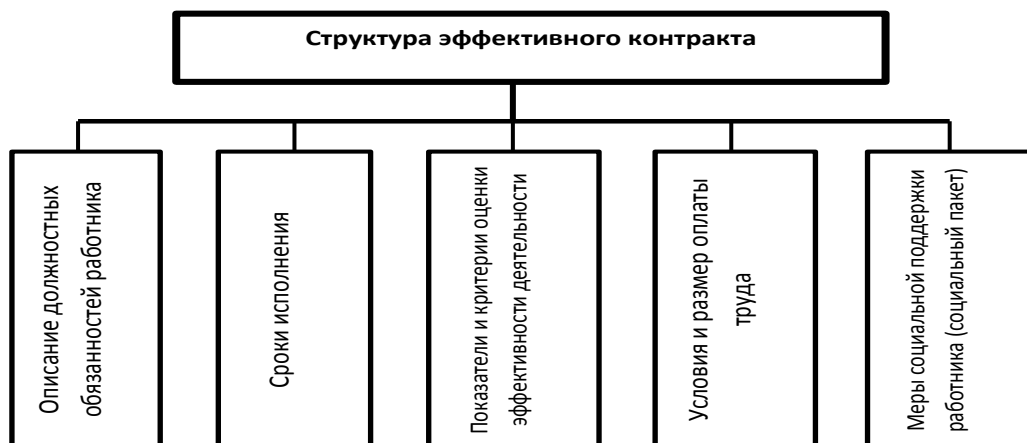 Структура эффективного контракта
Описание должностных
обязанностей работника
Сроки исполнения
Показатели и критерии оценки
эффективности деятельности
Условия и размер оплаты
труда
Меры социальной поддержки
работника (социальный пакет)